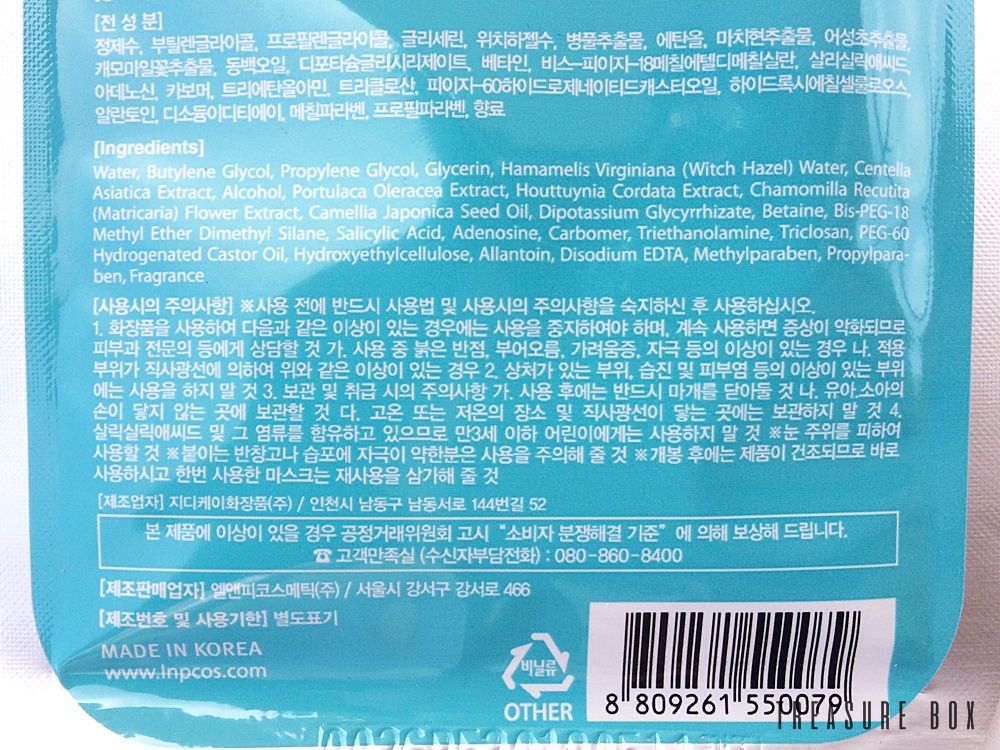 [전 성 분]
정제수, 부틸렌글라이콜, 프로필렌글라이콜, 글리세린, 위치하젤수, 병풀추출물, 에탄올, 마치현추출물, 어성초추출물,
캐모마일꽃추출물, 동백오일, 디포타슘글리시리제이트, 베타인, 비스-피이지-18메칠에텔디메칠실란, 살리실릭애씨드,
아데노신, 카보머, 트리에탄올아민, 트리클로산, 피이지-60하이드로제네이티드캐스터오일, 하이드록시에칠셀룰로오스,
알란토인, 디소듐이디티에이, 메칠파라벤, 프로필파라벤, 향료
[Ingredients]
Water, Butylene Glycol, Propylene Glycol, Glycerin, Hamamelis Virginiana (Witch Hazel) Water, Centella
Asiatica Extract, Alcohol, Portulaca Oleracea Extract, Houttuynia Cordata Extract, Chamomilla Recutita
(Matricaria) Flower Extract, Camellia Japonica Seed Oil, Dipotassium Glycyrrhizate, Betaine, Bis-PEG-18
Methyl Ether Dimethyl Silane, Salicylic Acid, Adenosine, Carbomer, Triethanolamine, Triclosan, PEG-60
Hydrogenated Castor Oil, Hydroxyethylcellulose, Allantoin, Disodium EDTA, Methylparaben, Propylpara-
ben, Fragrance
[사용시의 주의사항] ※사용 전에 반드시 사용법 및 사용시의 주의사항을 숙지하신 후 사용하십시오.
1. 화장품을 사용하여 다음과 같은 이상이 있는 경우에는 사용을 중지하여야 하며, 계속 사용하면 증상이 악화되므로
피부과 전문의 등에게 상담할 것 가. 사용 중 붉은 반점, 부어오름, 가려움증, 자극 등의 이상이 있는 경우 나. 적용
부위가 직사광선에 의하여 위와 같은 이상이 있는 경우 2. 상처가 있는 부위, 습진 및 피부염 등의 이상이 있는 부위
에는 사용을 하지 말 것 3. 보관 및 취급 시의 주의사항 가. 사용 후에는 반드시 마개를 닫아둘 것 나. 유아.소아의
손이 닿지 않는 곳에 보관할 것 다. 고온 또는 저온의 장소 및 직사광선이 닿는 곳에는 보관하지 말 것 4.
살릭실릭애씨드 및 그 염류를 함유하고 있으므로 만3세 이하 어린이에게는 사용하지 말 것 ※눈 주위를 피하여
사용할 것 ※붙이는 반창고나 습포에 자극이 약한분은 사용을 주의해 줄 것 ※개봉 후에는 제품이 건조되므로 바로
사용하시고 한번 사용한 마스크는 재사용을 삼가해 줄 것
[제조업자] 지디케이화장품(주) / 인천시 남동구 남동서로 144번길 52
본 제품에 이상이 있을 경우 공정거래위원회 고시 “소비자 분쟁해결 기준” 에 의해 보상해 드립니다.
☎ 고객만족실 (수신자부담전화) : 080-860-8400
[제조판매업자] 엘앤피코스메틱(주) / 서울시 강서구 강서로 466
[제조번호 및 사용기한] 별도표기
MADE IN KOREA
www.lnpcos.com
비닐류
OTHER
8 809261 550079
TREASURE BOX